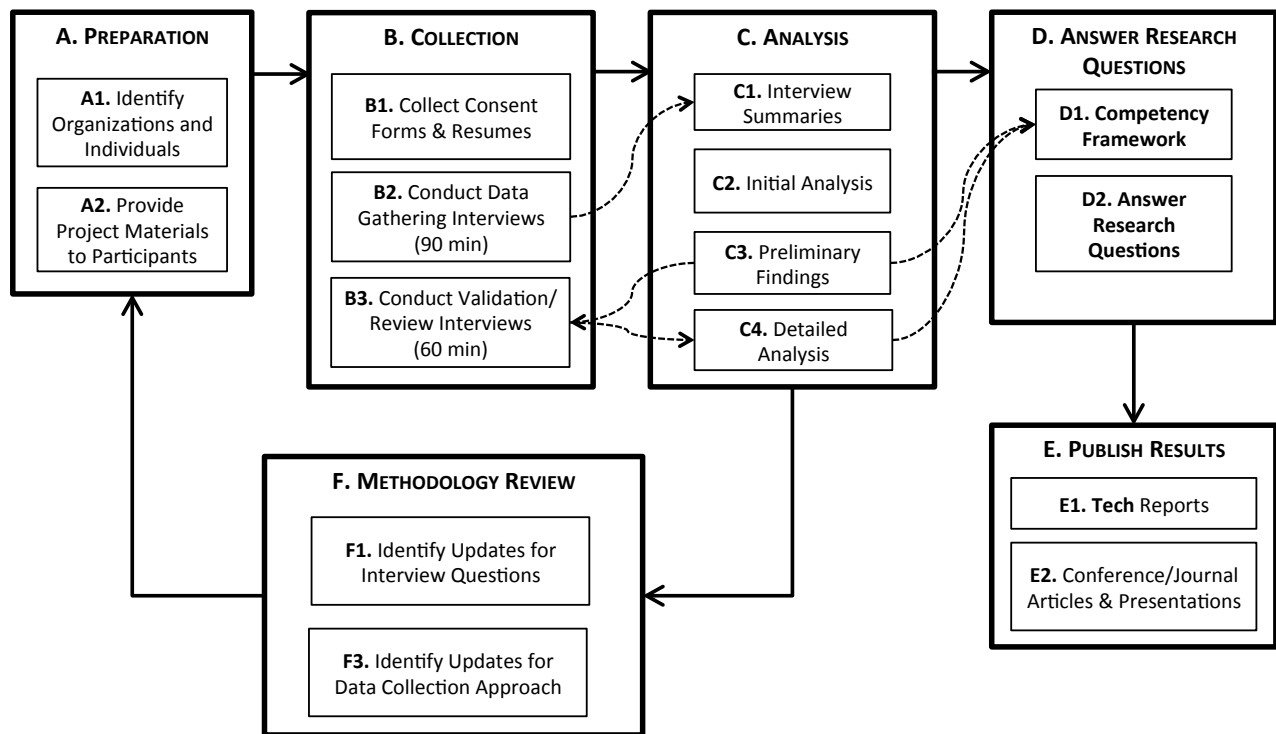 A. PREPARATION
A1. Identify
Organizations and
Individuals
A2. Provide
Project Materials
to Participants
B. COLLECTION
B1. Collect Consent
Forms & Resumes
B2. Conduct Data
Gathering Interviews
(90 min)
B3. Conduct Validation/
Review Interviews
(60 min)
C. ANALYSIS
C1. Interview
Summaries
C2. Initial Analysis
C3. Preliminary
Findings
C4. Detailed
Analysis
D. ANSWER RESEARCH
QUESTIONS
D1. Competency
Framework
D2. Answer
Research
Questions
E. PUBLISH RESULTS
E1. Tech Reports
E2. Conference/Journal
Articles & Presentations
F. METHODOLOGY REVIEW
F1. Identify Updates for
Interview Questions
F3. Identify Updates for
Data Collection Approach